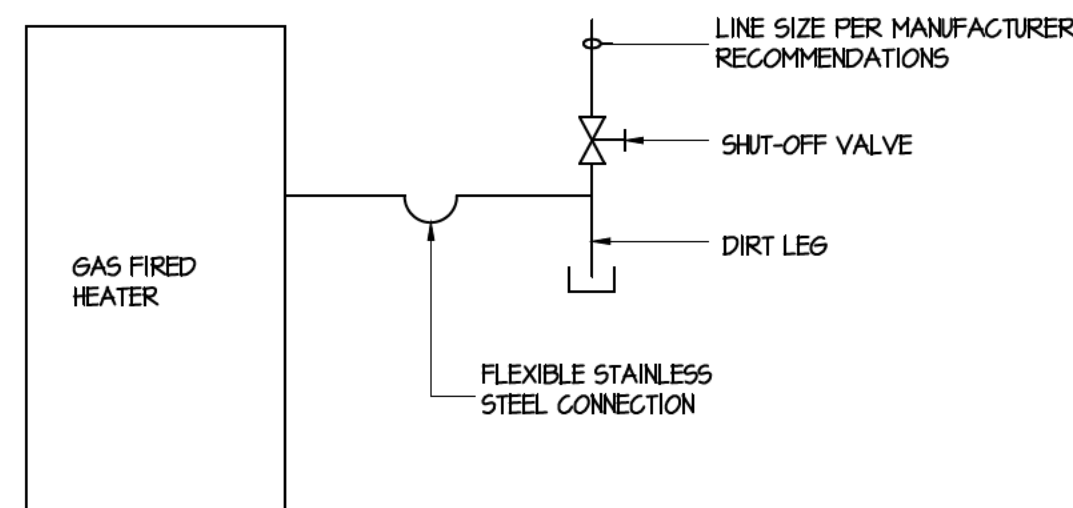 LINE SIZE PER MANUFACTURER
RECOMMENDATIONS
SHUT-OFF VALVE
DIRT LEG
GAS FIRED
HEATER
FLEXIBLE STAINLESS
STEEL CONNECTION